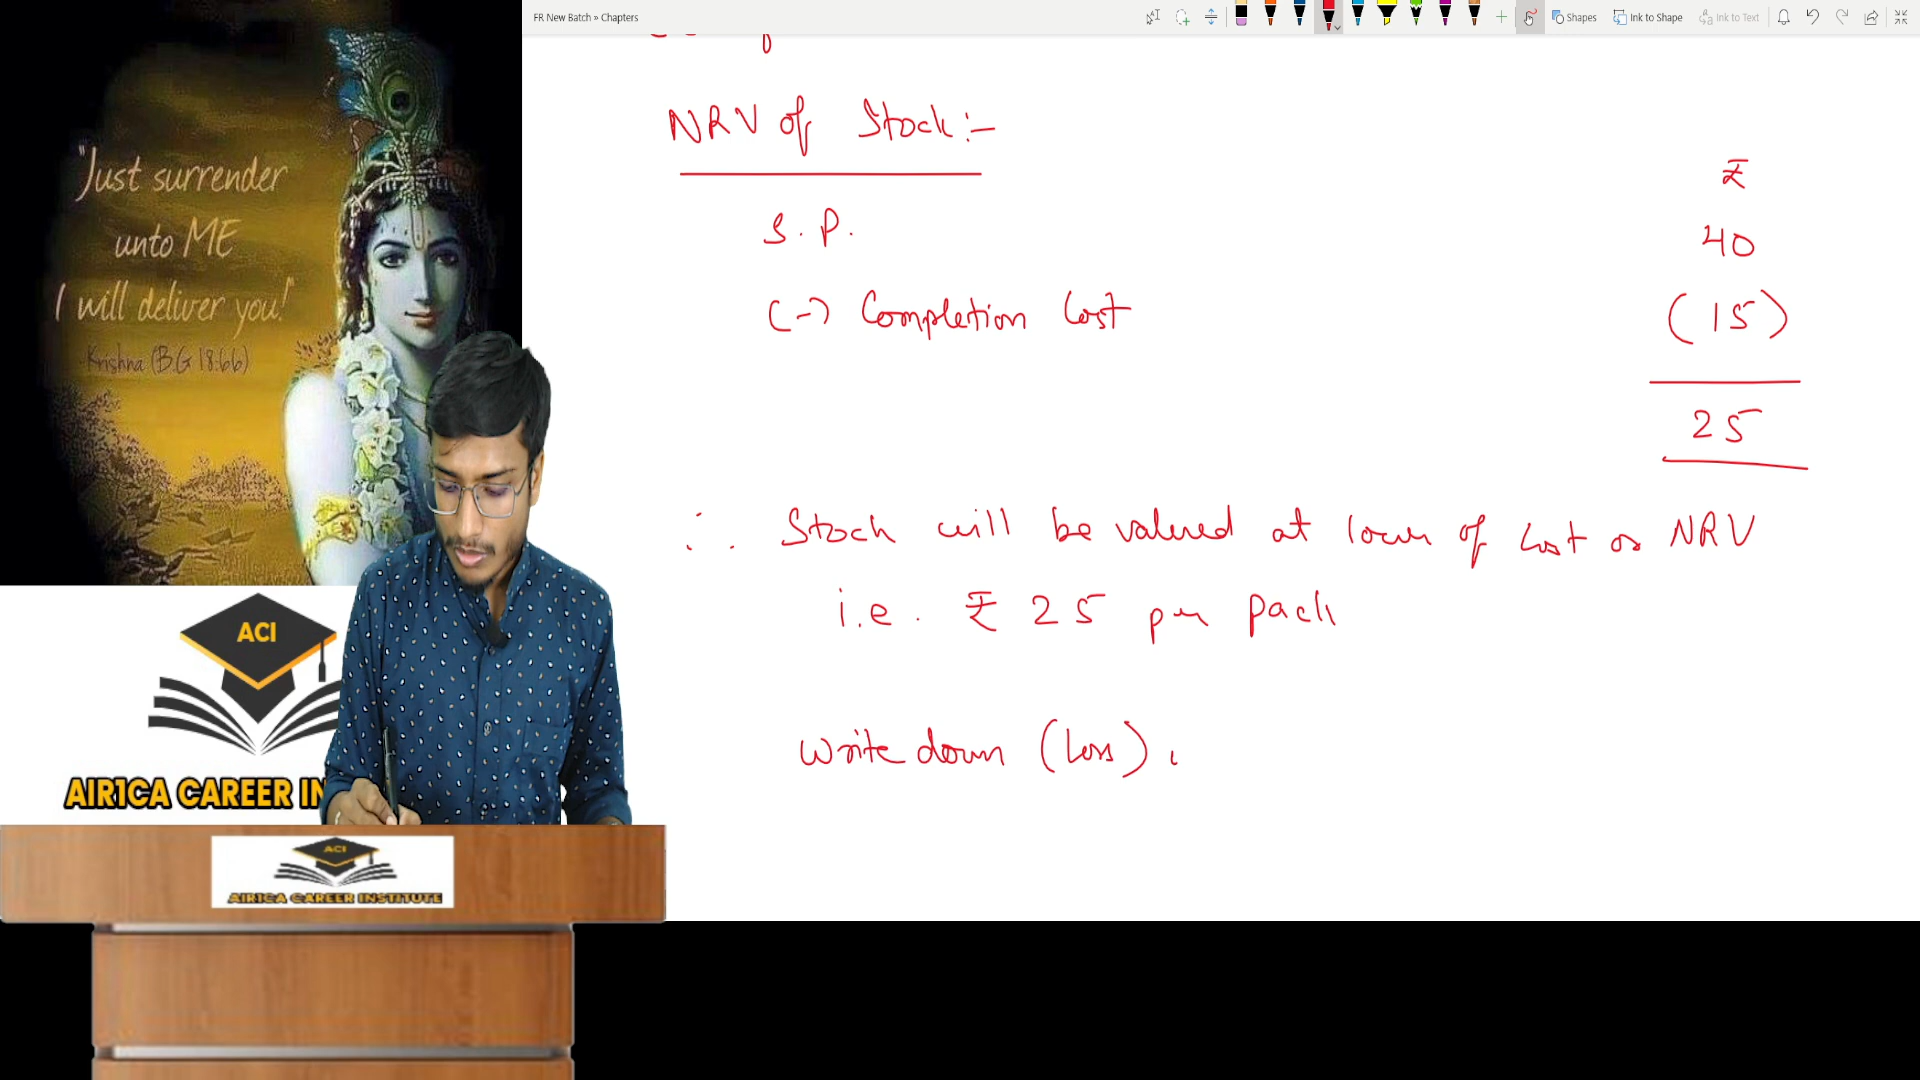 FR New Batch » Chapters
Shapes
Ink to Shape
Ink to Text
"Just surrender
unto ME
I will deliver you!"
Krishna (B.G 18:66)
NRV of Stock:-
₹
S.P. 40
(-) Completion Cost (15)
25
∴ Stock will be valued at lower of Cost or NRV
i.e. ₹ 25 per pack
Write down (Loss)
ACI
AIR1CA CAREER IN
ACI
AIR1CA CAREER INSTITUTE